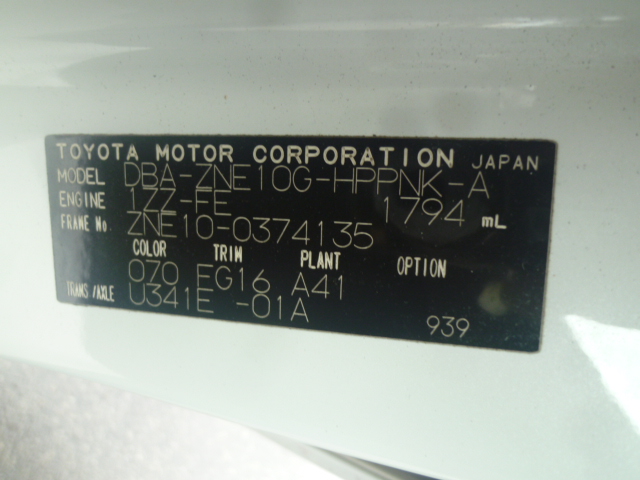 TOYOTA MOTOR CORPORATION JAPAN
MODEL DBA-ZNE10G-HPPNK-A
ENGINE 1ZZ-FE 1794 mL
FRAME No. ZNE10-0374135
COLOR TRIM PLANT OPTION
070 FG16 A41
TRANS/AXLE U341E -01A
939